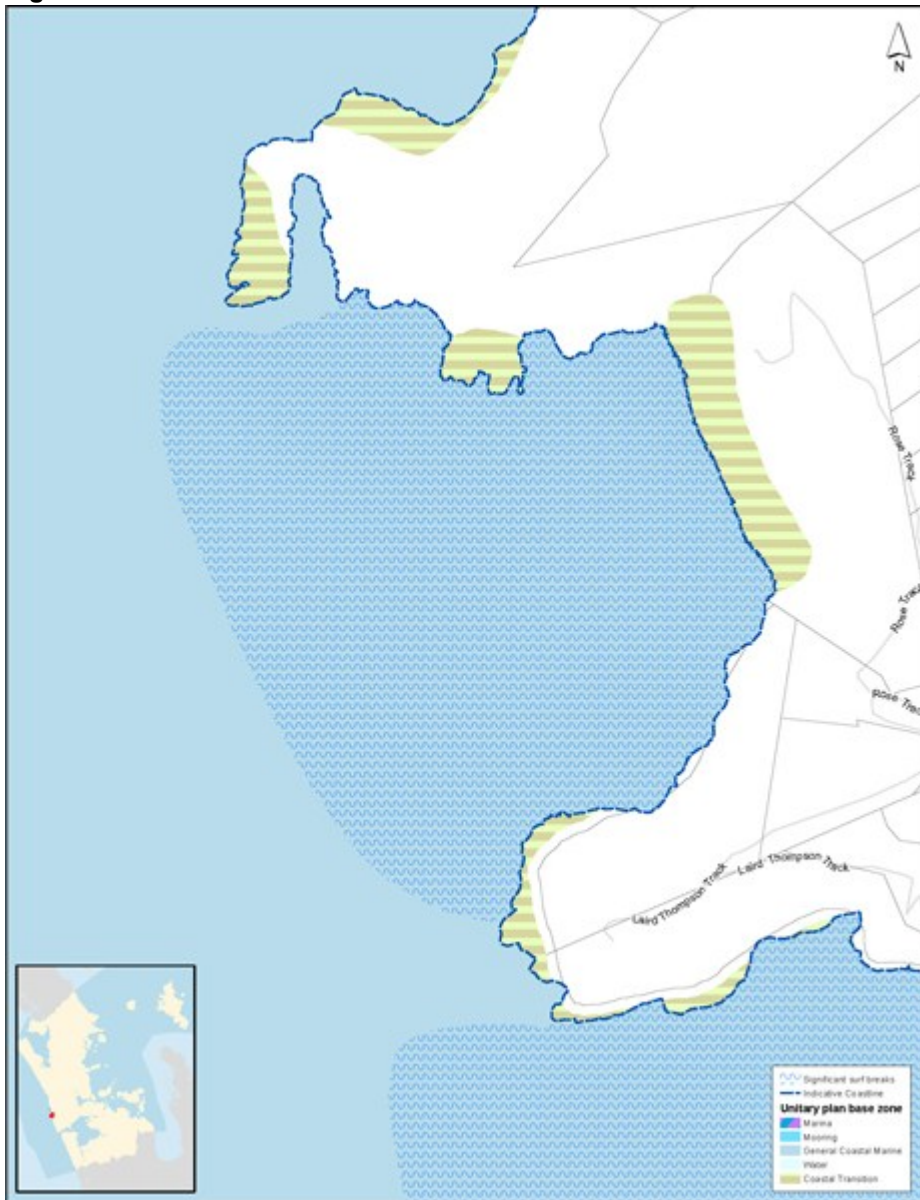 N
Rose Track
Rose Track
Rose Track
Laird Thompson Track
Laird Thompson Track
Significant surf breaks
Indicative Coastline
Unitary plan base zone
Marina
Mooring
General Coastal Marine
Water
Coastal Transition